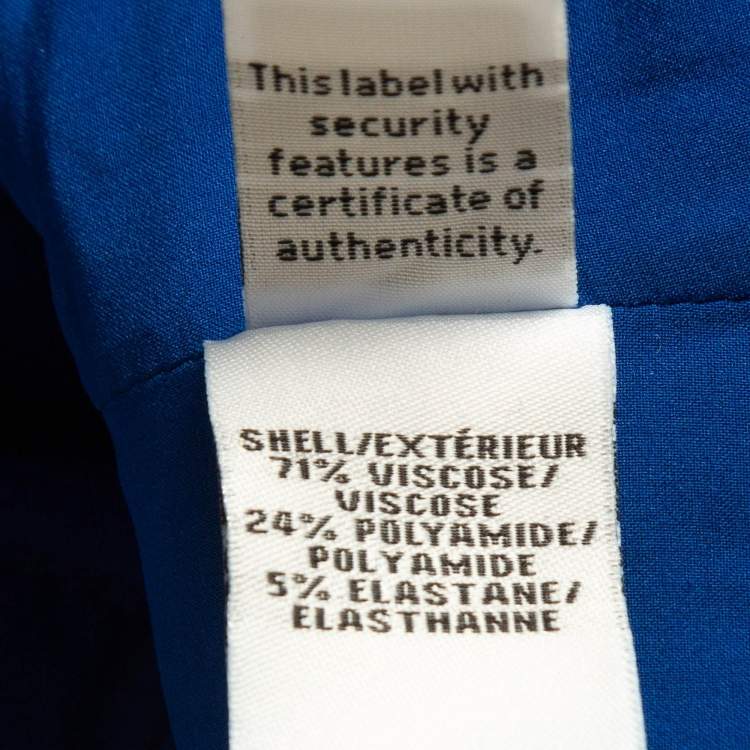 This label with
security
features is a
certificate of
authenticity.
SHELL/EXTÉRIEUR
71% VISCOSE/
VISCOSE
24% POLYAMIDE/
POLYAMIDE
5% ELASTANE/
ELASTHANNE